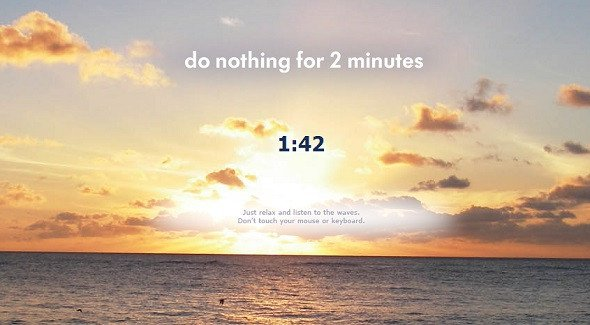 do nothing for 2 minutes
1:42
Just relax and listen to the waves.
Don't touch your mouse or keyboard.